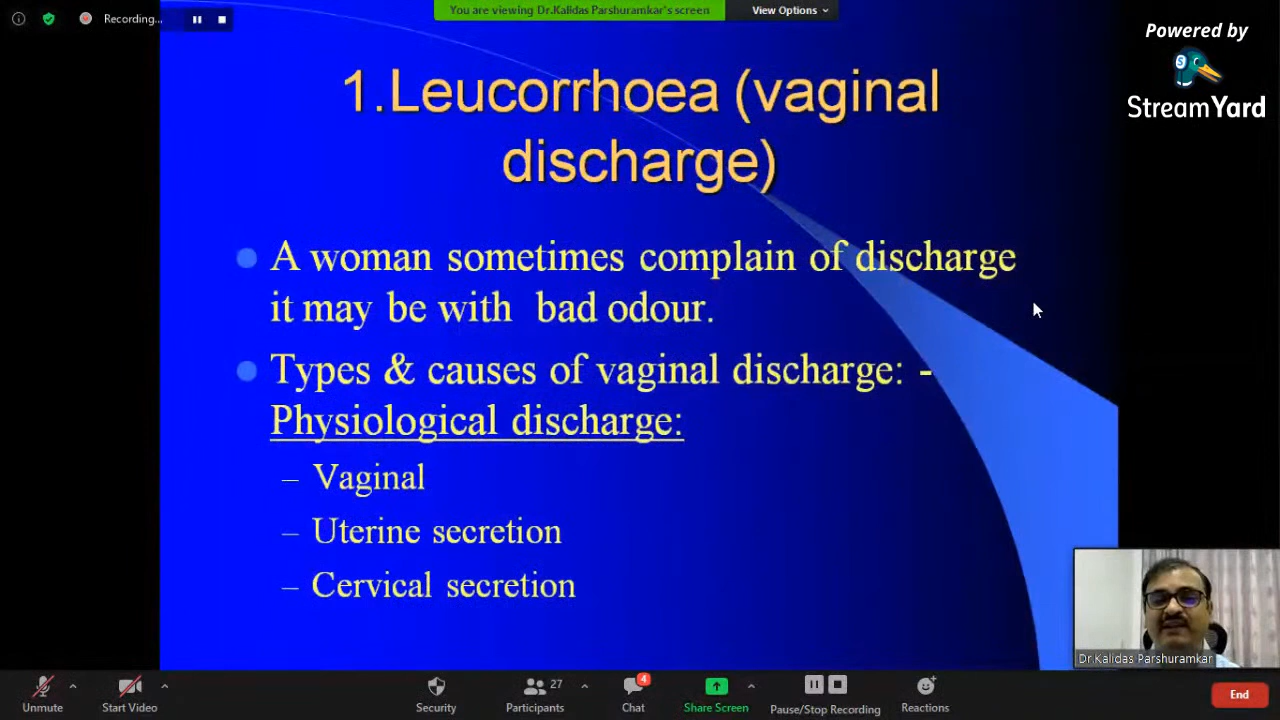 Recording...
You are viewing Dr.Kalidas Parshuramkar's screen
View Options
Powered by
S
StreamYard
1.Leucorrhoea (vaginal
discharge)
A woman sometimes complain of discharge
it may be with bad odour.
Types & causes of vaginal discharge: -
Physiological discharge:
– Vaginal
– Uterine secretion
– Cervical secretion
Dr.Kalidas Parshuramkar
Unmute
Start Video
Security
27
Participants
4
Chat
Share Screen
Pause/Stop Recording
Reactions
End